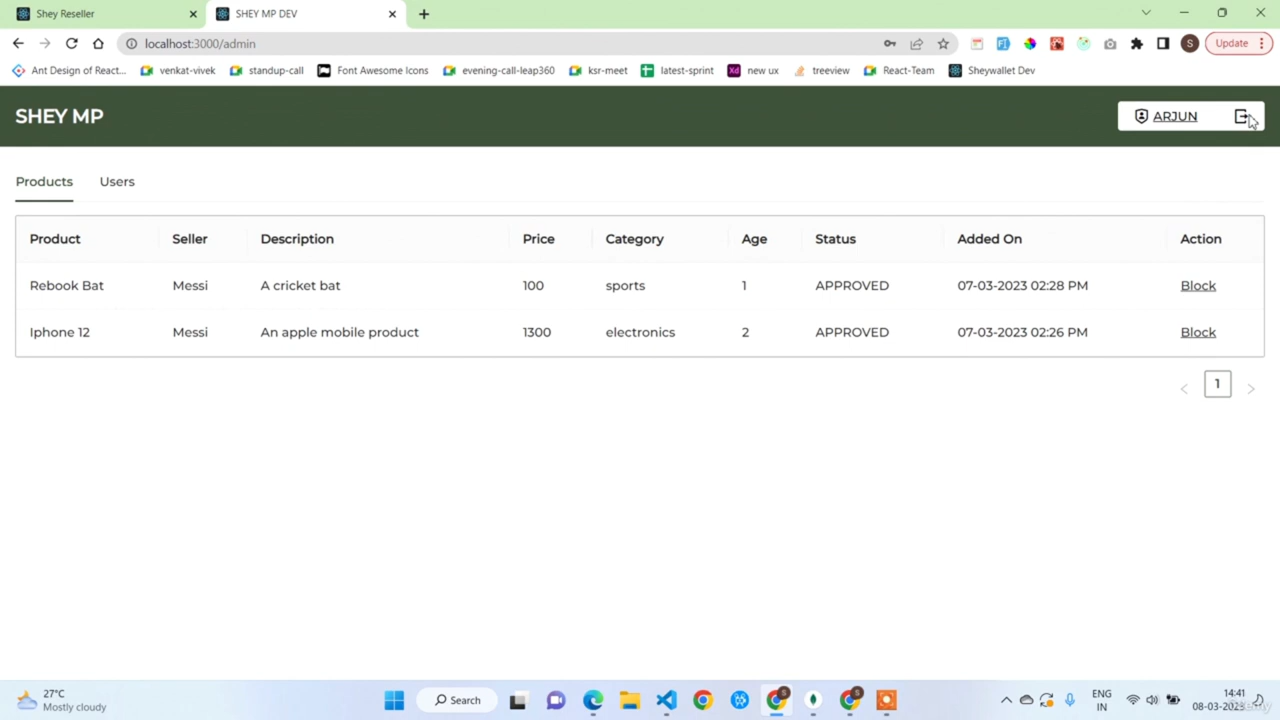 Shey Reseller
SHEY MP DEV
localhost:3000/admin
S
Update
Ant Design of React...
venkat-vivek
standup-call
Font Awesome Icons
evening-call-leap360
ksr-meet
latest-sprint
Xd
new ux
treeview
React-Team
Sheywallet Dev
SHEY MP
ARJUN
Products Users
Product Seller Description Price Category Age Status Added On Action
Rebook Bat Messi A cricket bat 100 sports 1 APPROVED 07-03-2023 02:28 PM Block
Iphone 12 Messi An apple mobile product 1300 electronics 2 APPROVED 07-03-2023 02:26 PM Block
< 1 >
27°C
Mostly cloudy
Search
ENG
IN
14:41
08-03-2023